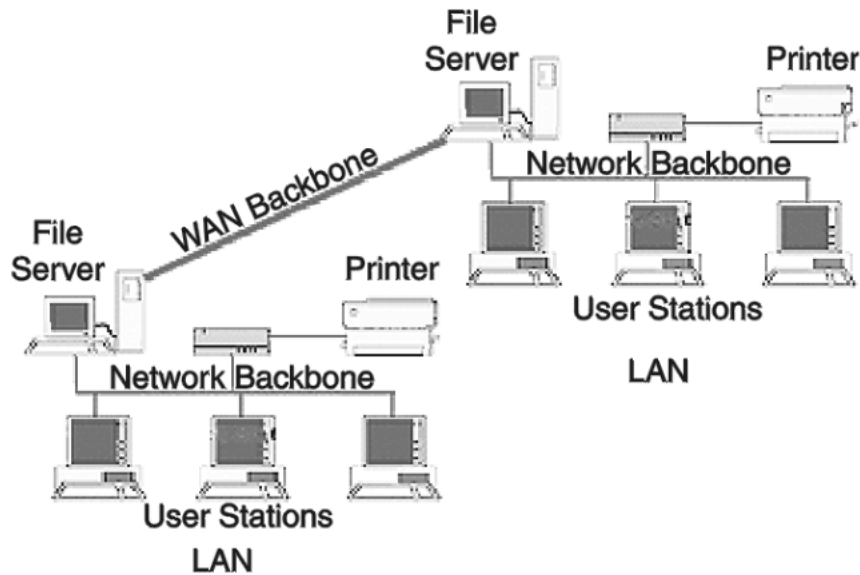 File
Server
Printer
Network Backbone
WAN Backbone
User Stations
LAN
File
Server
Printer
Network Backbone
User Stations
LAN